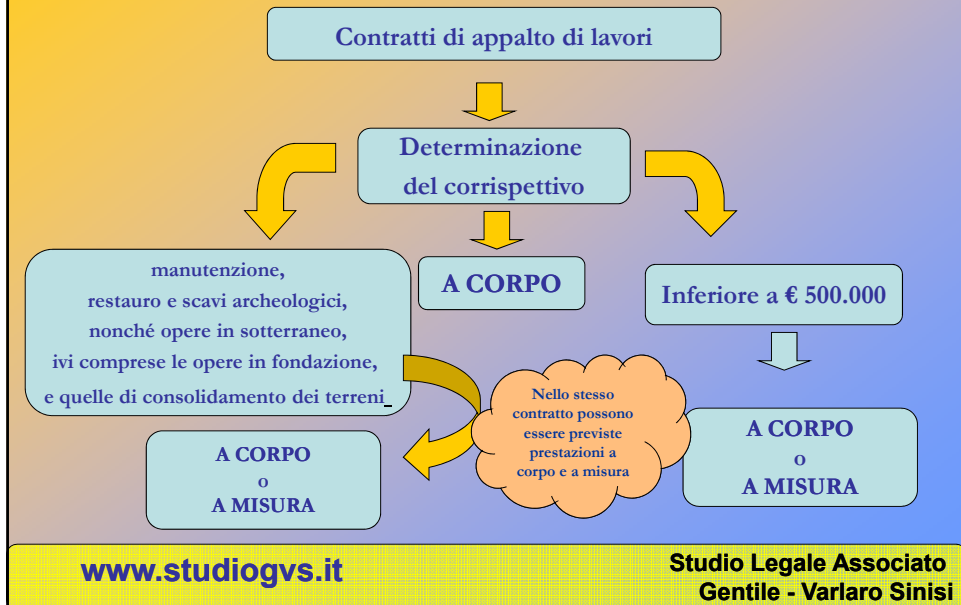 Contratti di appalto di lavori
Determinazione
del corrispettivo
manutenzione,
restauro e scavi archeologici,
nonché opere in sotterraneo,
ivi comprese le opere in fondazione,
e quelle di consolidamento dei terreni
A CORPO
Inferiore a € 500.000
A CORPO
o
A MISURA
Nello stesso
contratto possono
essere previste
prestazioni a
corpo e a misura
A CORPO
o
A MISURA
www.studiogvs.it
Studio Legale Associato
Gentile - Varlaro Sinisi